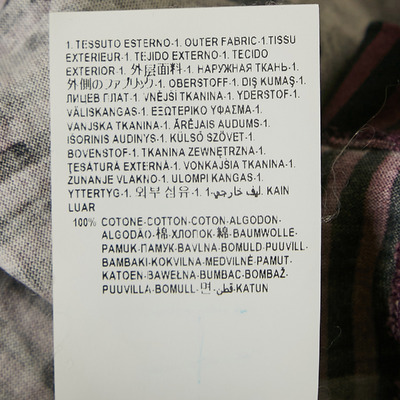 1. TESSUTO ESTERNO-1. OUTER FABRIC-1.TISSU
EXTERIEUR-1. TEJIDO EXTERNO-1. TECIDO
EXTERIOR-1. 外层面料-1. НАРУЖНАЯ ТКАНЬ-1.
外側のファブリック-1. OBERSTOFF-1. DIŞ KUMAŞ-1.
ЛИЦЕВ ПЛАТ-1. VNĚJŠÍ TKANINA-1. YDERSTOF-1.
VÄLISKANGAS-1. ΕΞΩΤΕΡΙΚΟ ΥΦΑΣΜΑ-1.
VANJSKA TKANINA-1. ĀRĒJAIS AUDUMS-1.
IŠORINIS AUDINYS-1. KÜLSŐ SZÖVET-1.
BOVENSTOF-1. TKANINA ZEWNĘTRZNA-1.
ŢESĂTURĂ EXTERNĂ-1. VONKAJŠIA TKANINA-1.
ZUNANJE VLAKNO-1. ULOMPI KANGAS-1.
YTTERTYG-1. 외부 섬유-1. ليف خارجي-1. KAIN
LUAR
100% COTONE-COTTON-COTON-ALGODON-
ALGODÃO-棉-ХЛОПОК-綿-BAUMWOLLE-
PAMUK-ПАМУК-BAVLNA-BOMULD-PUUVILL-
BAMBAKI-KOKVILNA-MEDVILNĖ-PAMUT-
KATOEN-BAWEŁNA-BUMBAC-BOMBAŽ-
PUUVILLA-BOMULL-면-قطن-KATUN